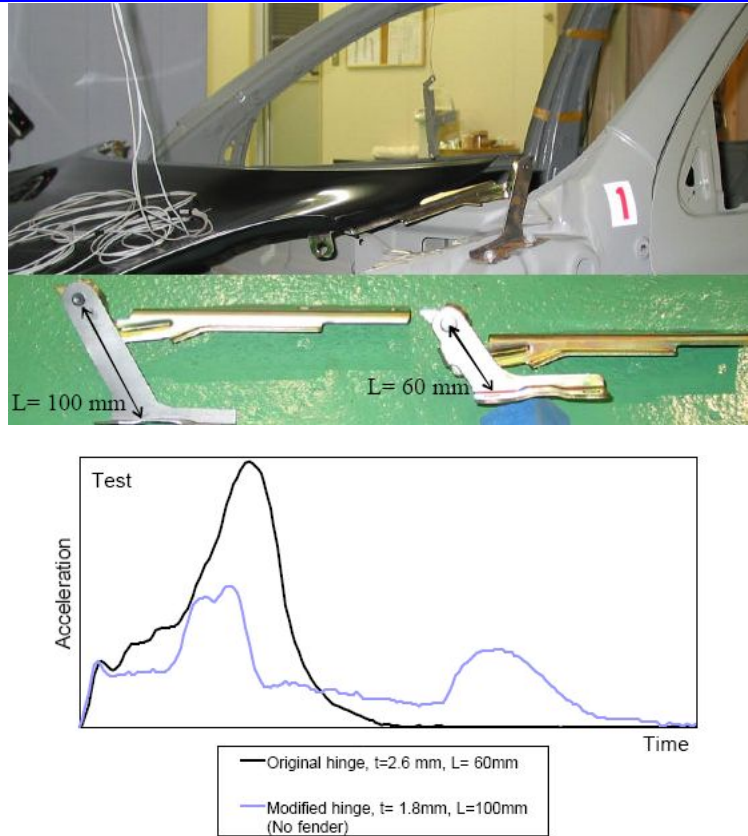 1
L= 100 mm
L= 60 mm
Test
Acceleration
Time
Original hinge, t=2.6 mm, L= 60mm
Modified hinge, t= 1.8mm, L=100mm
(No fender)